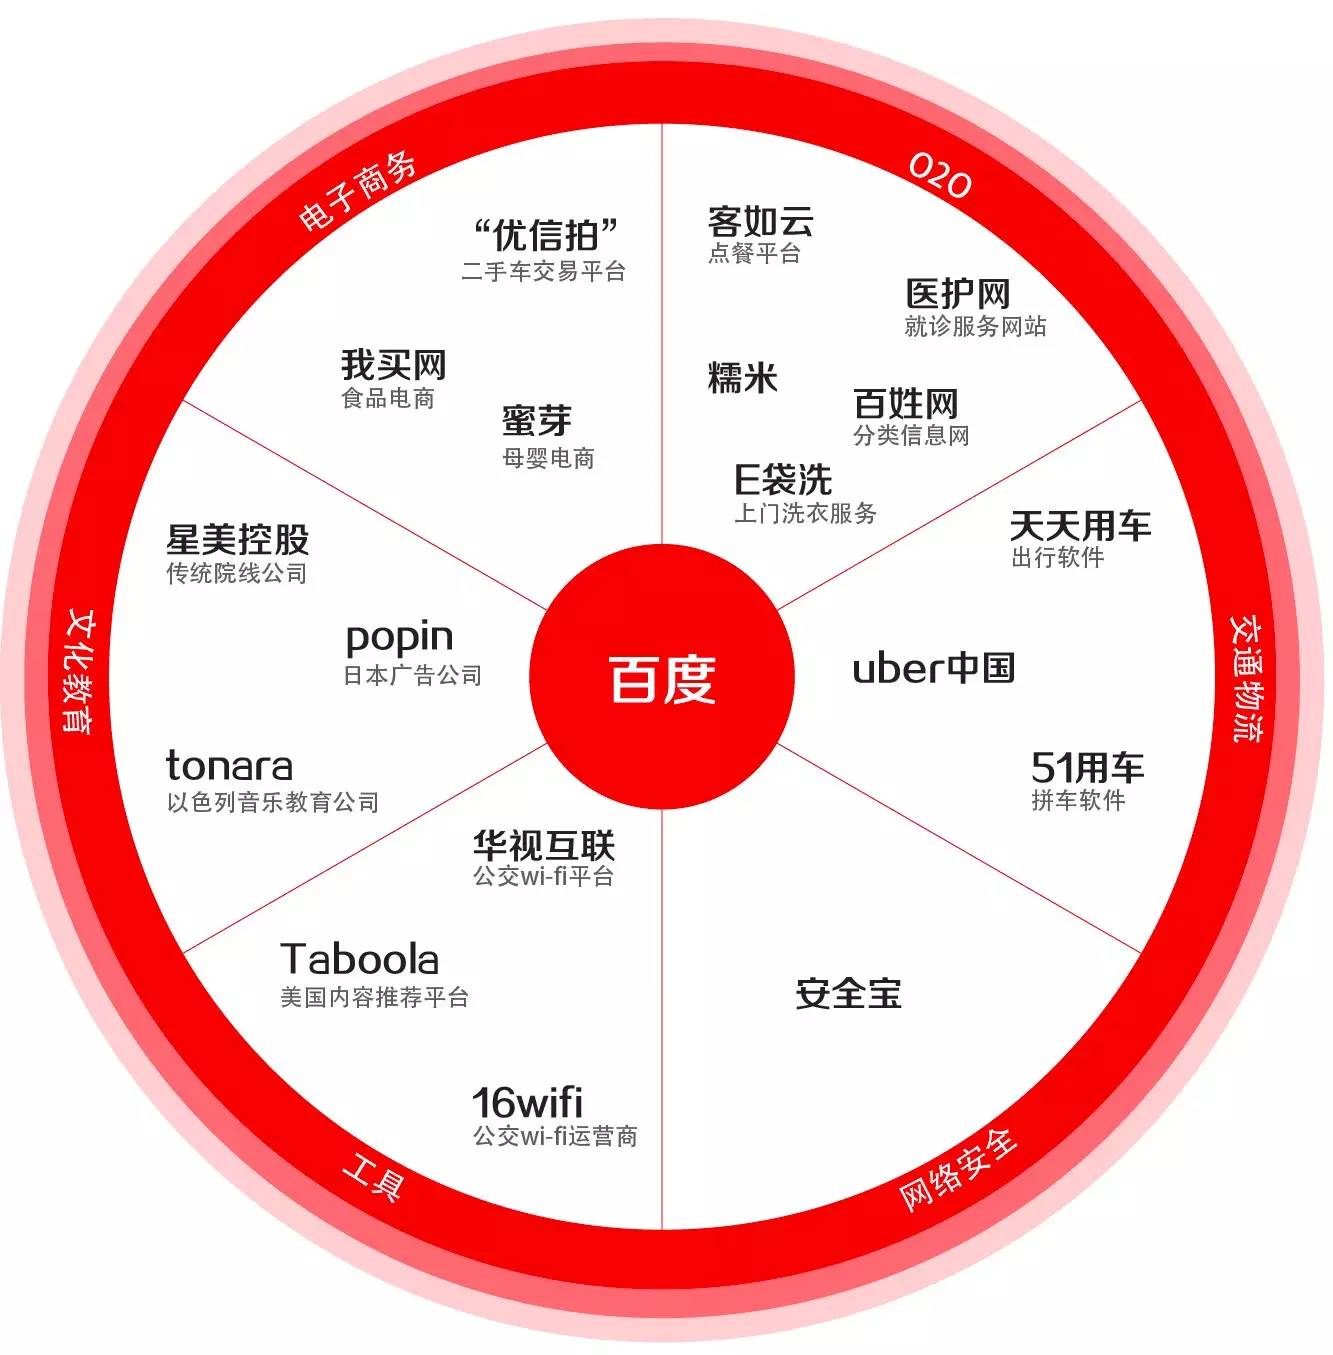 电子商务
“优信拍”
二手车交易平台
我买网
食品电商
蜜芽
母婴电商
O2O
客如云
点餐平台
医护网
就诊服务网站
糯米
百姓网
分类信息网
E袋洗
上门洗衣服务
文化教育
星美控股
传统院线公司
popin
日本广告公司
tonara
以色列音乐教育公司
百度
交通物流
天天用车
出行软件
uber中国
51用车
拼车软件
工具
华视互联
公交wi-fi平台
Taboola
美国内容推荐平台
16wifi
公交wi-fi运营商
网络安全
安全宝